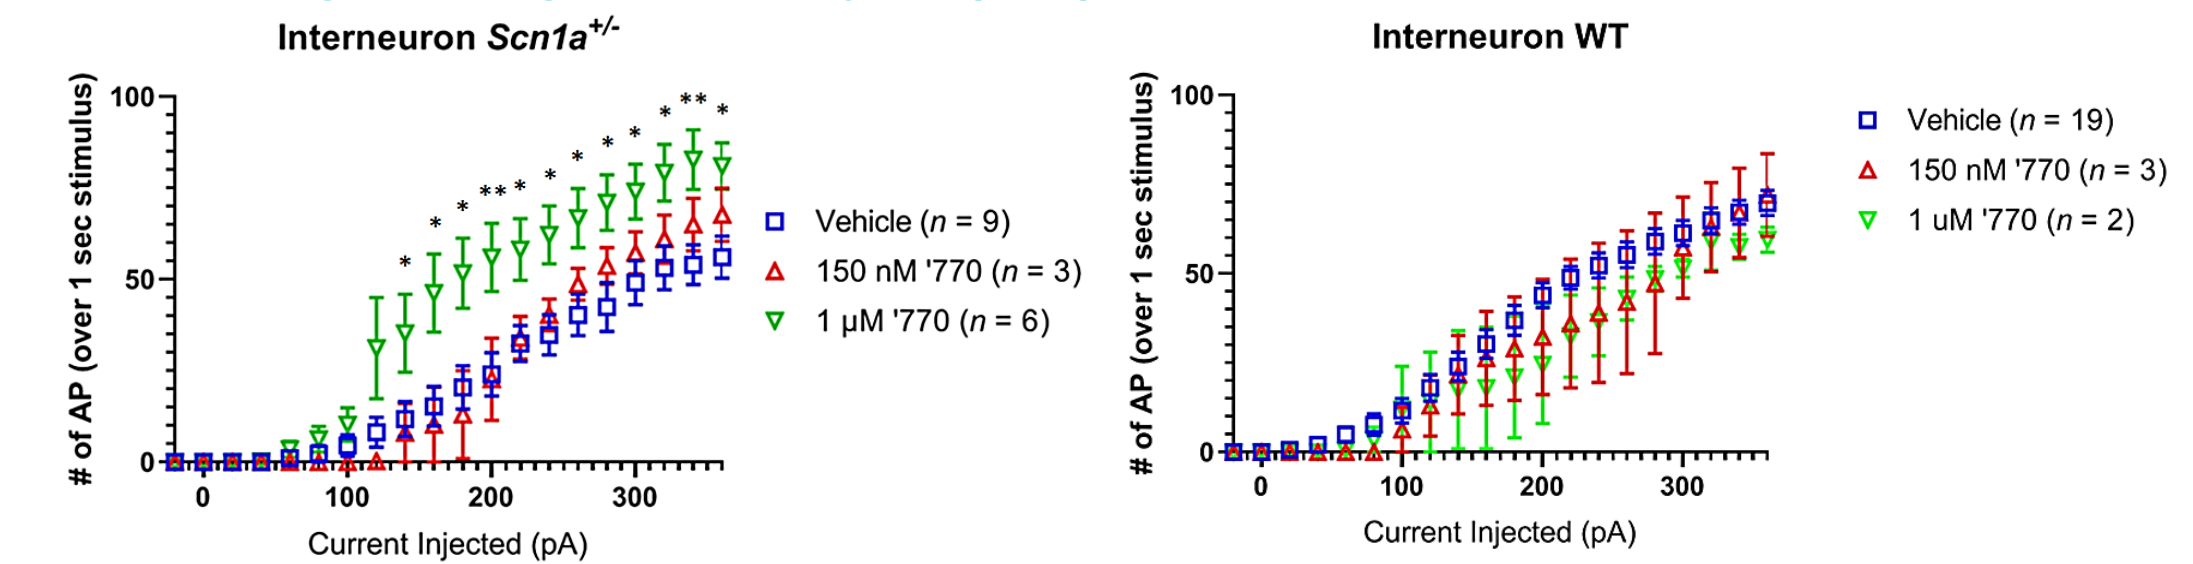 Interneuron Scn1a+/-
# of AP (over 1 sec stimulus)
100
50
0
0 100 200 300
Current Injected (pA)
* * * ** * * * * * * ** *
Vehicle (n = 9)
150 nM '770 (n = 3)
1 µM '770 (n = 6)
Interneuron WT
# of AP (over 1 sec stimulus)
100
50
0
0 100 200 300
Current Injected (pA)
Vehicle (n = 19)
150 nM '770 (n = 3)
1 uM '770 (n = 2)